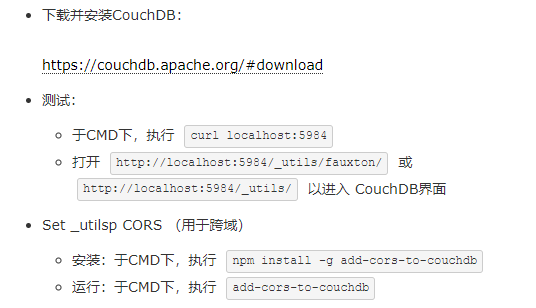 下载并安装CouchDB:
https://couchdb.apache.org/#download
测试:
于CMD下，执行 curl localhost:5984
打开 http://localhost:5984/_utils/fauxton/ 或
http://localhost:5984/_utils/ 以进入 CouchDB界面
Set _utilsp CORS （用于跨域）
安装: 于CMD下，执行 npm install -g add-cors-to-couchdb
运行: 于CMD下，执行 add-cors-to-couchdb